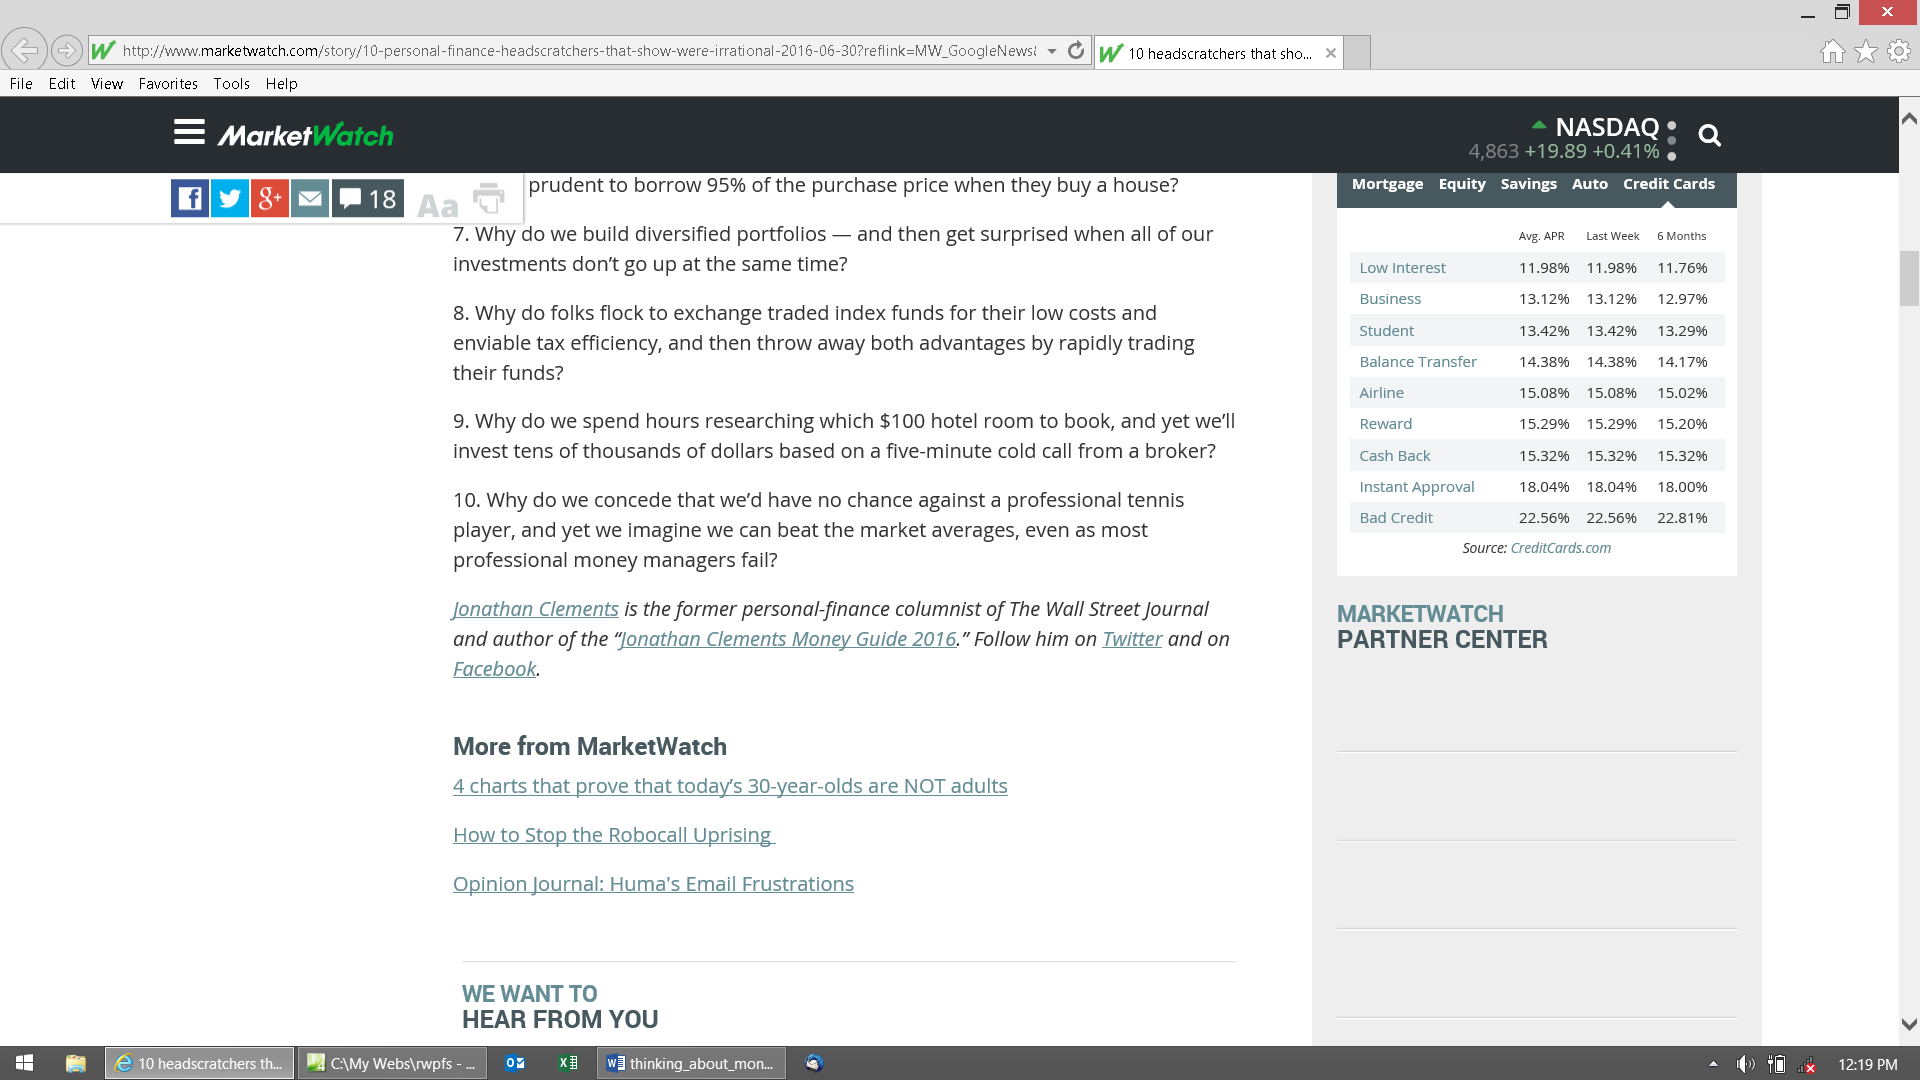 http://www.marketwatch.com/story/10-personal-finance-headscratchers-that-show-were-irrational-2016-06-30?reflink=MW_GoogleNews
10 headscratchers that sho...
File Edit View Favorites Tools Help
MarketWatch
NASDAQ
4,863 +19.89 +0.41%
18
Aa
prudent to borrow 95% of the purchase price when they buy a house?
7. Why do we build diversified portfolios — and then get surprised when all of our
investments don’t go up at the same time?
8. Why do folks flock to exchange traded index funds for their low costs and
enviable tax efficiency, and then throw away both advantages by rapidly trading
their funds?
9. Why do we spend hours researching which $100 hotel room to book, and yet we’ll
invest tens of thousands of dollars based on a five-minute cold call from a broker?
10. Why do we concede that we’d have no chance against a professional tennis
player, and yet we imagine we can beat the market averages, even as most
professional money managers fail?
Jonathan Clements is the former personal-finance columnist of The Wall Street Journal
and author of the “Jonathan Clements Money Guide 2016.” Follow him on Twitter and on
Facebook.
More from MarketWatch
4 charts that prove that today’s 30-year-olds are NOT adults
How to Stop the Robocall Uprising
Opinion Journal: Huma's Email Frustrations
WE WANT TO
HEAR FROM YOU
Mortgage Equity Savings Auto Credit Cards
Avg. APR Last Week 6 Months
Low Interest 11.98% 11.98% 11.76%
Business 13.12% 13.12% 12.97%
Student 13.42% 13.42% 13.29%
Balance Transfer 14.38% 14.38% 14.17%
Airline 15.08% 15.08% 15.02%
Reward 15.29% 15.29% 15.20%
Cash Back 15.32% 15.32% 15.32%
Instant Approval 18.04% 18.04% 18.00%
Bad Credit 22.56% 22.56% 22.81%
Source: CreditCards.com
MARKETWATCH
PARTNER CENTER
10 headscratchers th...
C:\My Webs\rwpfs - ...
thinking_about_mon...
12:19 PM